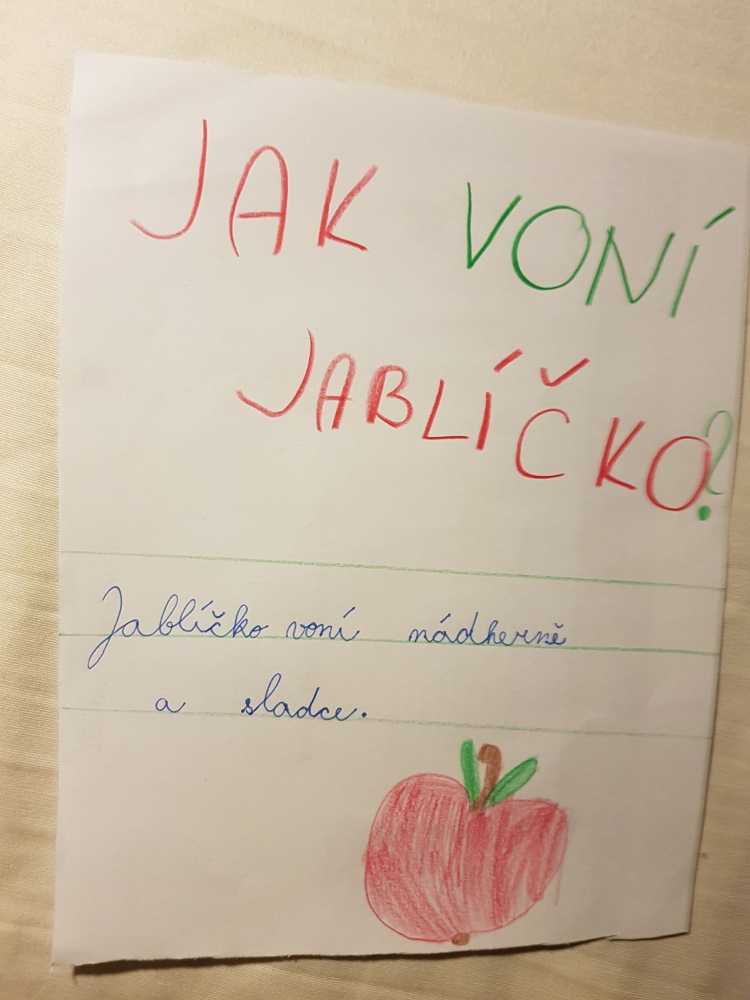 JAK VONÍ
JABLÍČKO?
Jablíčko voní nádherně
a sladce.